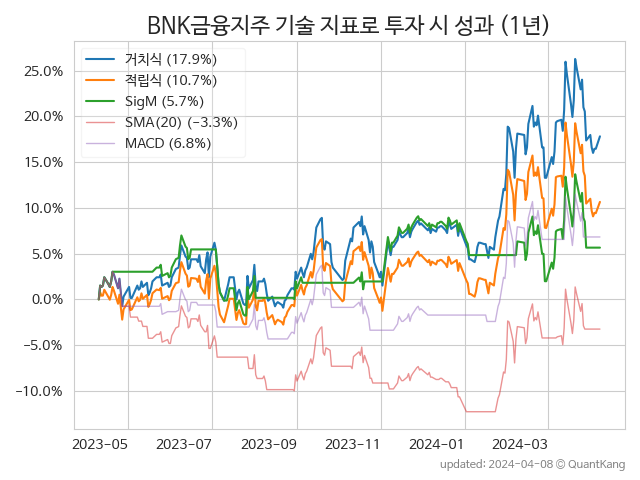 BNK금융지주 기술 지표로 투자 시 성과 (1년)
거치식 (17.9%)
적립식 (10.7%)
SigM (5.7%)
SMA(20) (-3.3%)
MACD (6.8%)
25.0%
20.0%
15.0%
10.0%
5.0%
0.0%
−5.0%
−10.0%
2023-05 2023-07 2023-09 2023-11 2024-01 2024-03
updated: 2024-04-08 © QuantKang